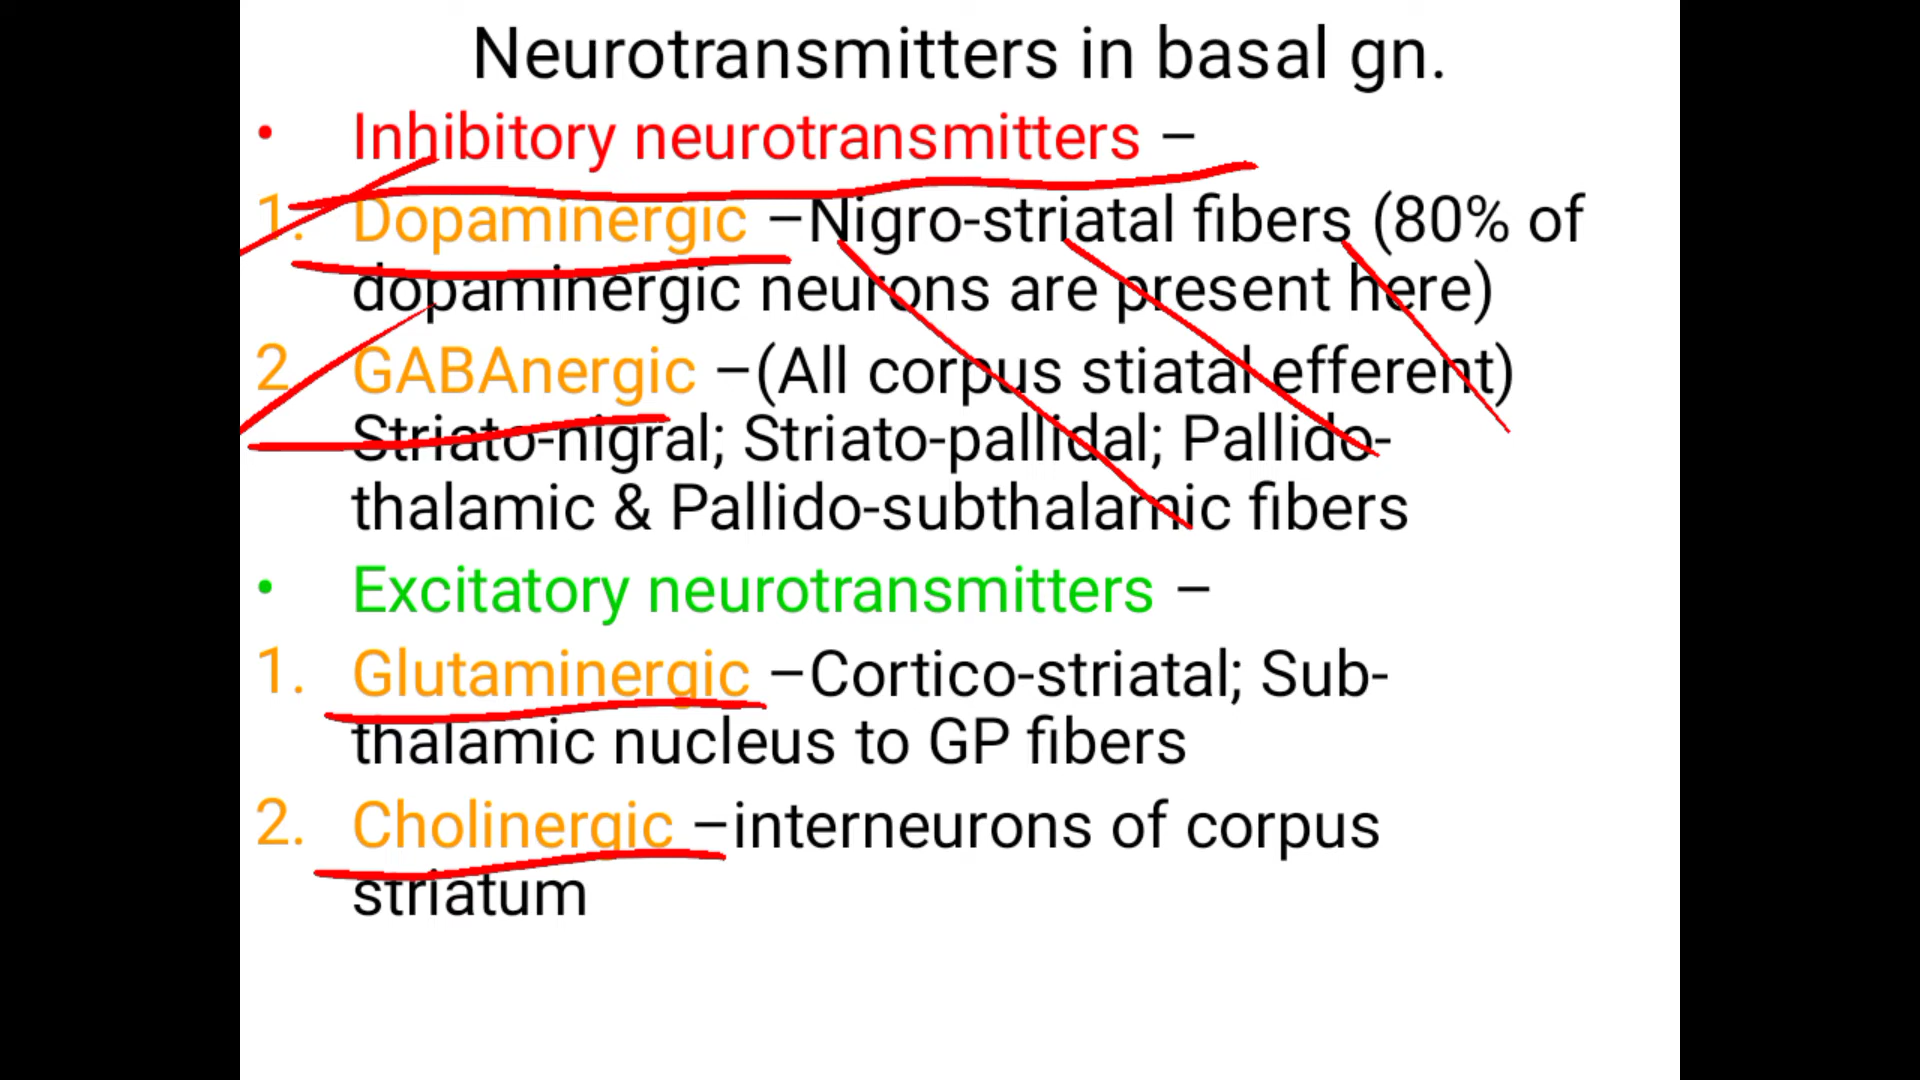 Neurotransmitters in basal gn.
• Inhibitory neurotransmitters –
1. Dopaminergic –Nigro-striatal fibers (80% of
dopaminergic neurons are present here)
2. GABAnergic –(All corpus stiatal efferent)
Striato-nigral; Striato-pallidal; Pallido-
thalamic & Pallido-subthalamic fibers
• Excitatory neurotransmitters –
1. Glutaminergic –Cortico-striatal; Sub-
thalamic nucleus to GP fibers
2. Cholinergic –interneurons of corpus
striatum